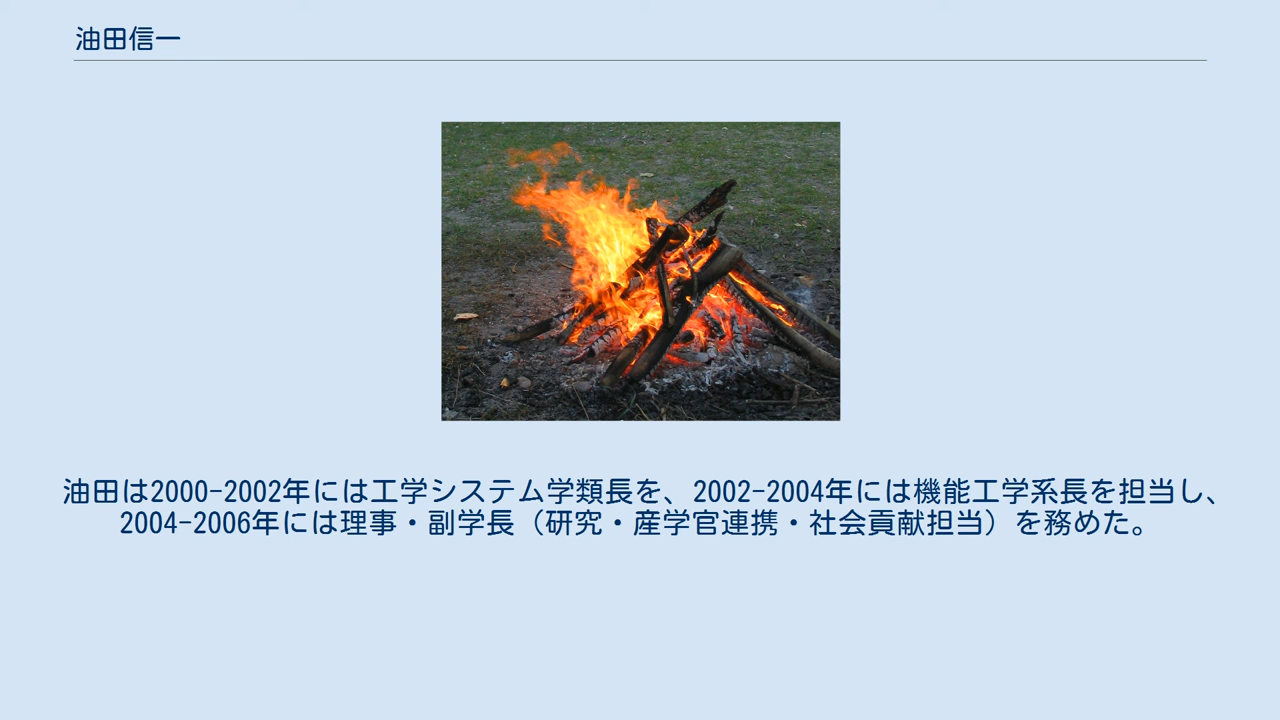 油田信一
油田は2000-2002年には工学システム学類長を、2002-2004年には機能工学系長を担当し、
2004-2006年には理事・副学長（研究・産学官連携・社会貢献担当）を務めた。